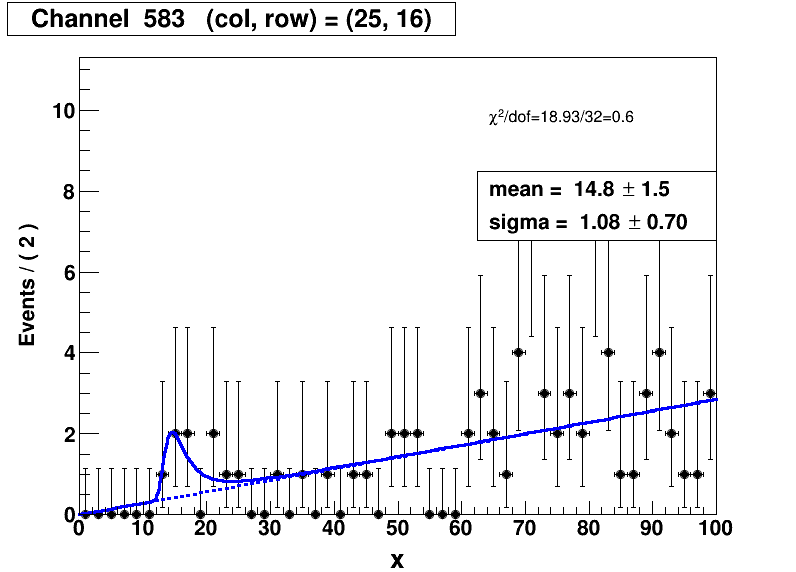 Channel 583 (col, row) = (25, 16)
χ²/dof=18.93/32=0.6
mean = 14.8 ± 1.5
sigma = 1.08 ± 0.70
Events / ( 2 )
10
8
6
4
2
0
0 10 20 30 40 50 60 70 80 90 100
x